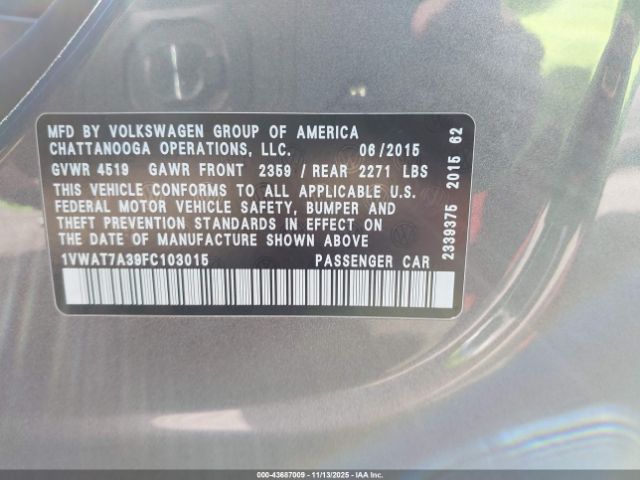 MFD BY VOLKSWAGEN GROUP OF AMERICA
CHATTANOOGA OPERATIONS, LLC. 06/2015
GVWR 4519 GAWR FRONT 2359 / REAR 2271 LBS
THIS VEHICLE CONFORMS TO ALL APPLICABLE U.S.
FEDERAL MOTOR VEHICLE SAFETY, BUMPER AND
THEFT PREVENTION STANDARDS IN EFFECT ON
THE DATE OF MANUFACTURE SHOWN ABOVE
1VWAT7A39FC103015 PASSENGER CAR
2339375 2015 62
000-43687009 - 11/13/2025 - IAAI.COM